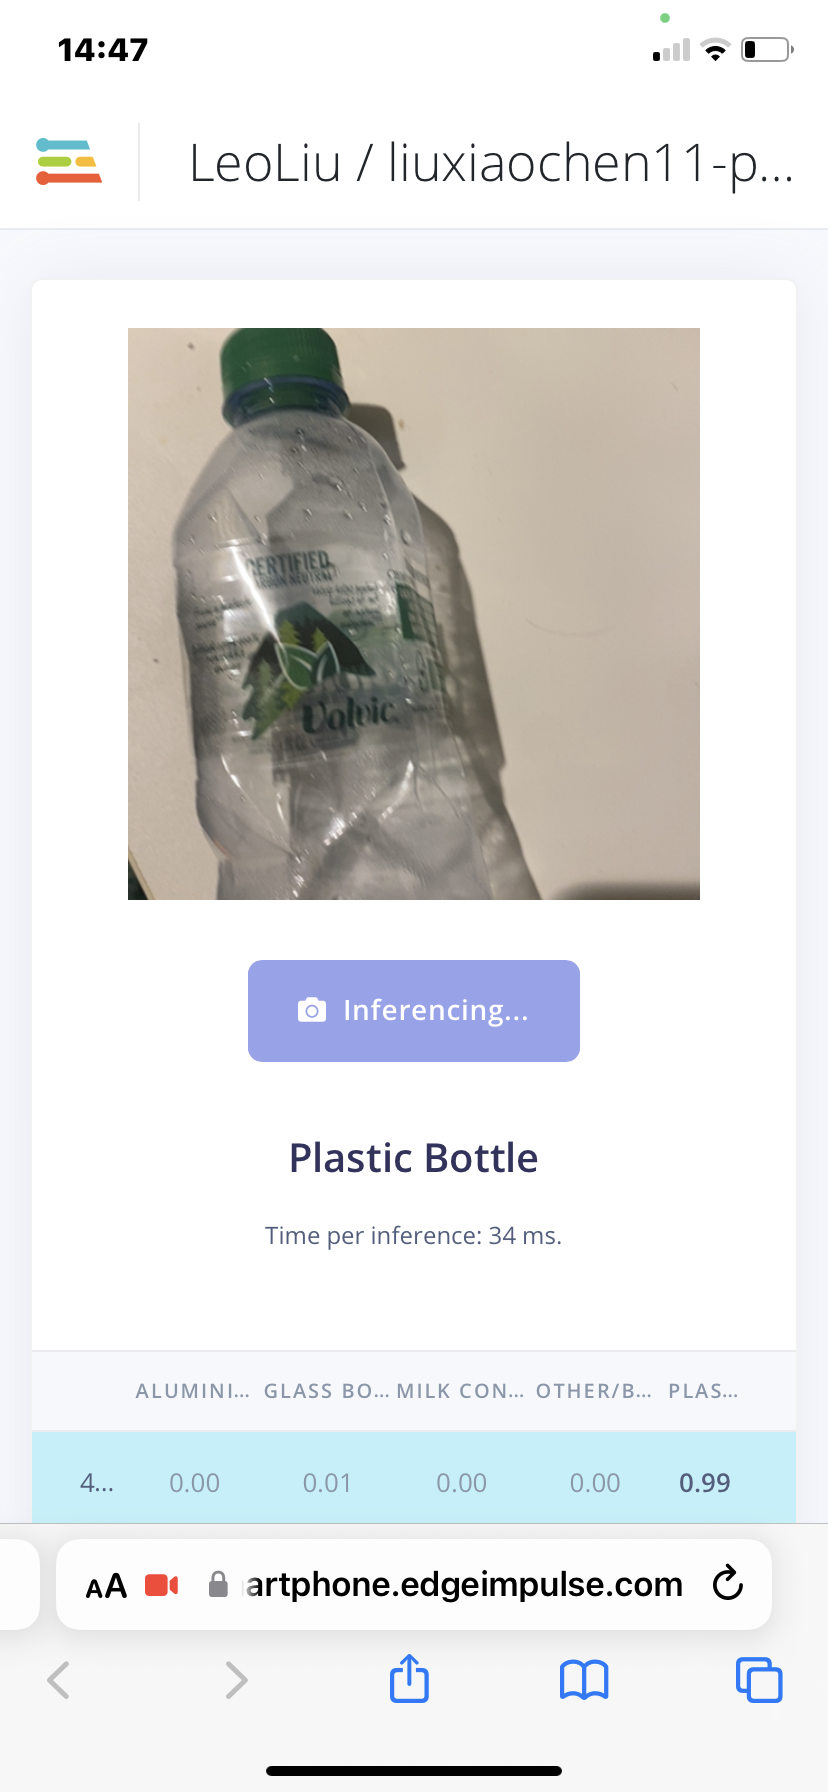 14:47
LeoLiu / liuxiaochen11-p...
CERTIFIED
Volvic
Inferencing...
Plastic Bottle
Time per inference: 34 ms.
ALUMINI... GLASS BO... MILK CON... OTHER/B... PLAS...
4... 0.00 0.01 0.00 0.00 0.99
AA artphone.edgeimpulse.com